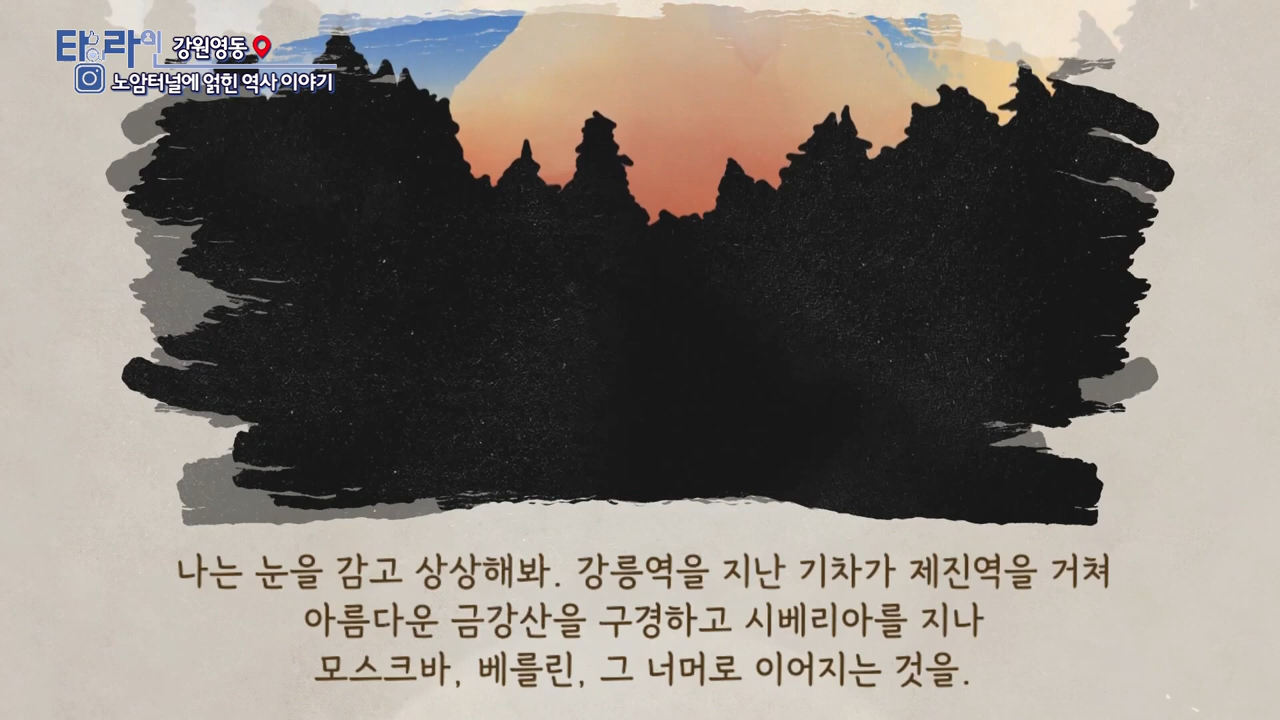 타라인 강원영동
노암터널에 얽힌 역사 이야기
나는 눈을 감고 상상해봐. 강릉역을 지난 기차가 제진역을 거쳐
아름다운 금강산을 구경하고 시베리아를 지나
모스크바, 베를린, 그 너머로 이어지는 것을.